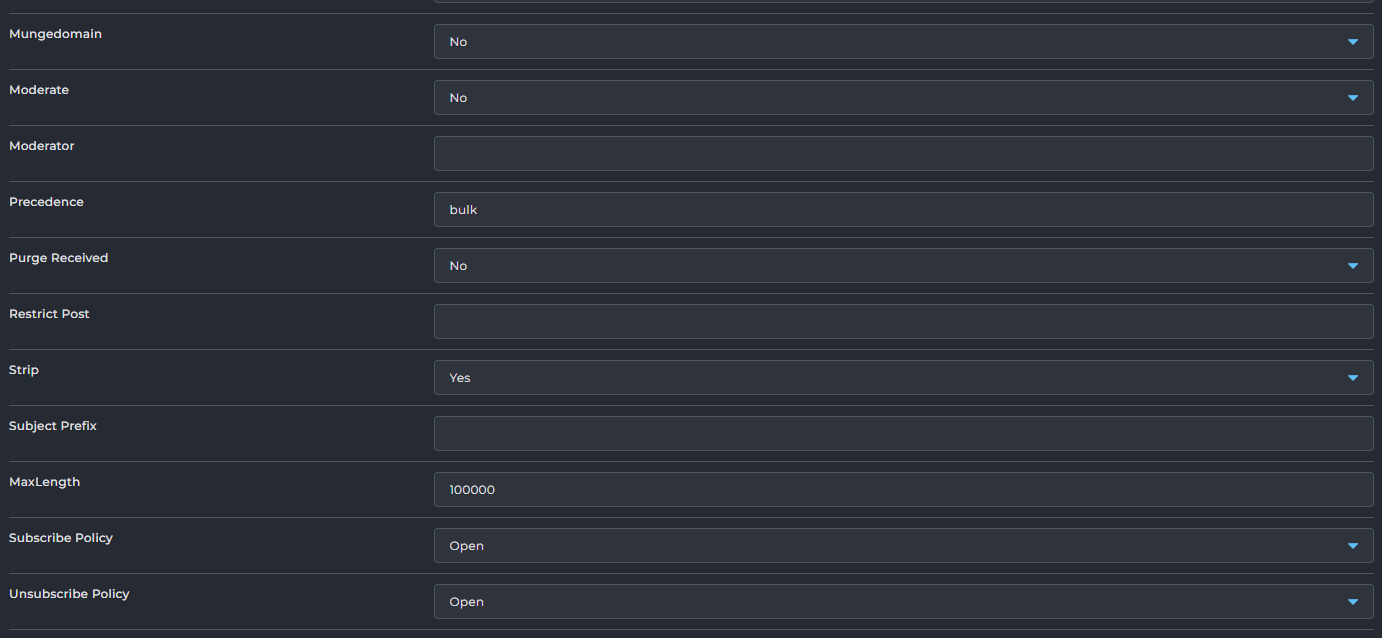 Mungedomain
No
Moderate
No
Moderator
Precedence
bulk
Purge Received
No
Restrict Post
Strip
Yes
Subject Prefix
MaxLength
100000
Subscribe Policy
Open
Unsubscribe Policy
Open